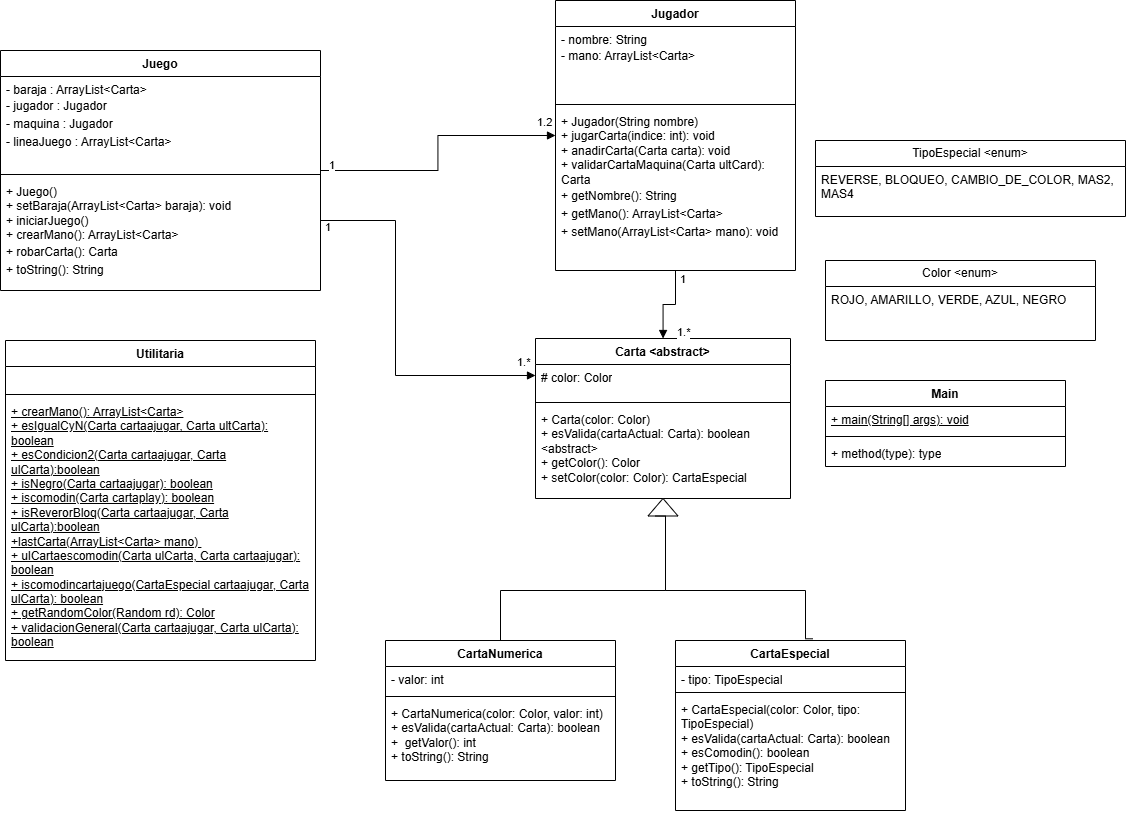 Juego
- baraja : ArrayList<Carta>
- jugador : Jugador
- maquina : Jugador
- lineaJuego : ArrayList<Carta>
+ Juego()
+ setBaraja(ArrayList<Carta> baraja): void
+ iniciarJuego()
+ crearMano(): ArrayList<Carta>
+ robarCarta(): Carta
+ toString(): String
1
1
1.2
1.*
Jugador
- nombre: String
- mano: ArrayList<Carta>
+ Jugador(String nombre)
+ jugarCarta(indice: int): void
+ anadirCarta(Carta carta): void
+ validarCartaMaquina(Carta ultCard):
Carta
+ getNombre(): String
+ getMano(): ArrayList<Carta>
+ setMano(ArrayList<Carta> mano): void
1
1.*
TipoEspecial <enum>
REVERSE, BLOQUEO, CAMBIO_DE_COLOR, MAS2,
MAS4
Color <enum>
ROJO, AMARILLO, VERDE, AZUL, NEGRO
Main
+ main(String[] args): void
+ method(type): type
Utilitaria
+ crearMano(): ArrayList<Carta>
+ esIgualCyN(Carta cartaajugar, Carta ultCarta):
boolean
+ esCondicion2(Carta cartaajugar, Carta
ulCarta):boolean
+ isNegro(Carta cartaajugar): boolean
+ iscomodin(Carta cartaplay): boolean
+ isReverorBloq(Carta cartaajugar, Carta
ulCarta):boolean
+lastCarta(ArrayList<Carta> mano)
+ ulCartaescomodin(Carta ulCarta, Carta cartaajugar):
boolean
+ iscomodincartajuego(CartaEspecial cartaajugar, Carta
ulCarta): boolean
+ getRandomColor(Random rd): Color
+ validacionGeneral(Carta cartaajugar, Carta ulCarta):
boolean
Carta <abstract>
# color: Color
+ Carta(color: Color)
+ esValida(cartaActual: Carta): boolean
<abstract>
+ getColor(): Color
+ setColor(color: Color): CartaEspecial
CartaNumerica
- valor: int
+ CartaNumerica(color: Color, valor: int)
+ esValida(cartaActual: Carta): boolean
+ getValor(): int
+ toString(): String
CartaEspecial
- tipo: TipoEspecial
+ CartaEspecial(color: Color, tipo:
TipoEspecial)
+ esValida(cartaActual: Carta): boolean
+ esComodin(): boolean
+ getTipo(): TipoEspecial
+ toString(): String